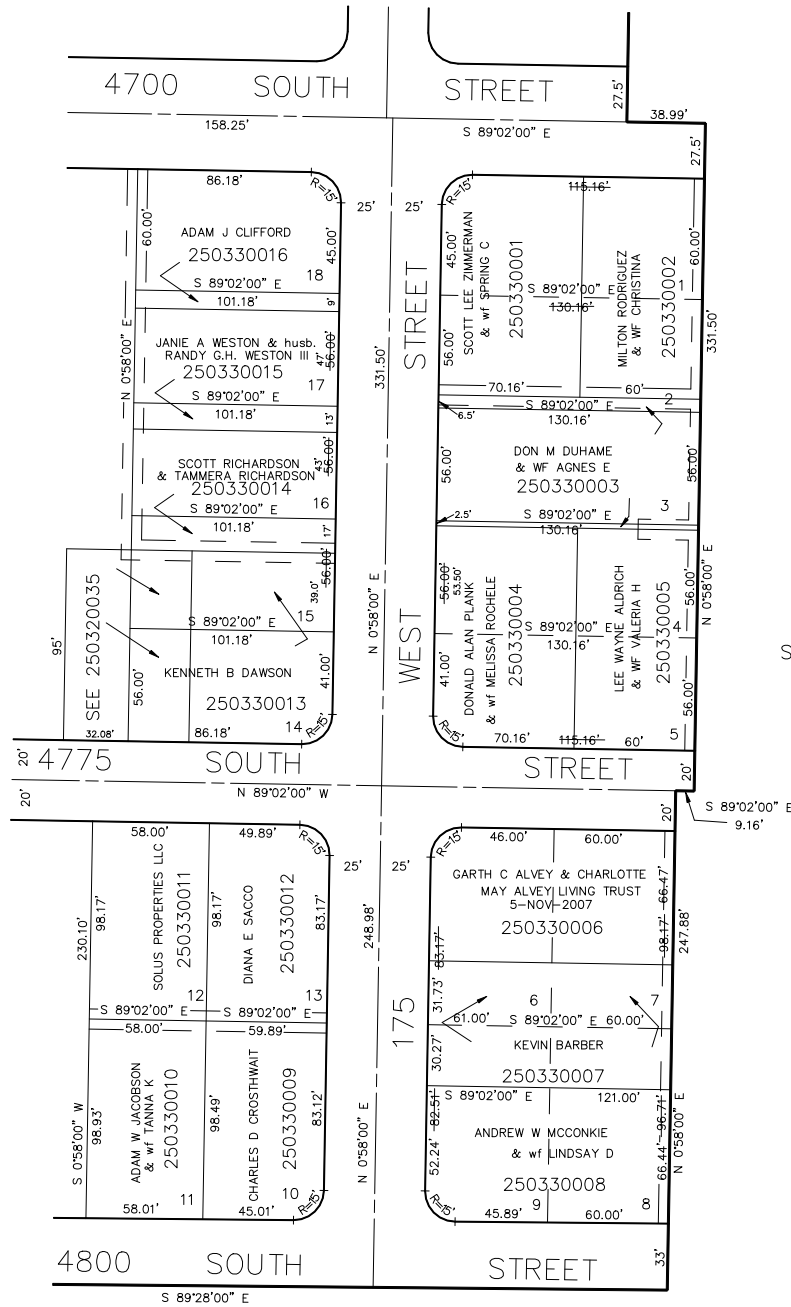 4700 SOUTH STREET
27.5'
38.99'
158.25'
S 89°02'00" E
27.5'
86.18'
R=15'
25'
25'
R=15'
115.16'
60.00'
ADAM J CLIFFORD
250330016
45.00'
18
S 89°02'00" E
101.18'
9'
45.00'
SCOTT LEE ZIMMERMAN
& wf SPRING C
250330001
S 89°02'00" E
130.16'
MILTON RODRIGUEZ
& WF CHRISTINA
250330002
60.00'
1
331.50'
N 0°58'00" E
JANIE A WESTON & husb.
RANDY G.H. WESTON III
250330015
47'
56.00'
17
S 89°02'00" E
101.18'
13'
331.50'
STREET
56.00'
70.16'
60'
2
S 89°02'00" E
130.16'
6.5'
SCOTT RICHARDSON
& TAMMERA RICHARDSON
250330014
43'
56.00'
16
S 89°02'00" E
101.18'
17'
56.00'
DON M DUHAME
& WF AGNES E
250330003
56.00'
3
2.5'
S 89°02'00" E
130.16'
95'
SEE 250320035
56.00'
39.0'
56.00'
15
S 89°02'00" E
101.18'
KENNETH B DAWSON
250330013
41.00'
14
R=15'
32.08'
86.18'
N 0°58'00" E
WEST
56.00'
53.50'
41.00'
DONALD ALAN PLANK
& wf MELISSA ROCHELE
250330004
S 89°02'00" E
130.16'
LEE WAYNE ALDRICH
& WF VALERIA H
250330005
56.00'
4
56.00'
5
N 0°58'00" E
S
R=15'
70.16'
115.16'
60'
20'
4775 SOUTH STREET
20'
20'
N 89°02'00" W
20'
S 89°02'00" E
9.16'
58.00'
49.89'
R=15'
25'
25'
R=15'
46.00'
60.00'
230.10'
98.17'
SOLUS PROPERTIES LLC
250330011
12
98.17'
DIANA E SACCO
250330012
83.17'
13
S 89°02'00" E
S 89°02'00" E
58.00'
59.89'
248.98'
GARTH C ALVEY & CHARLOTTE
MAY ALVEY LIVING TRUST
5-NOV-2007
250330006
83.17'
66.47'
98.17'
247.88'
31.73'
6
7
61.00'
S 89°02'00" E
60.00'
175
30.27'
KEVIN BARBER
250330007
S 89°02'00" E
121.00'
S 0°58'00" W
98.93'
ADAM W JACOBSON
& wf TANNA K
250330010
11
98.49'
CHARLES D CROSTHWAIT
250330009
83.12'
10
R=15'
58.01'
45.01'
N 0°58'00" E
82.51'
52.24'
ANDREW W MCCONKIE
& wf LINDSAY D
250330008
96.71'
66.44'
N 0°58'00" E
R=15'
45.89'
9
60.00'
8
4800 SOUTH STREET
33'
S 89°28'00" E